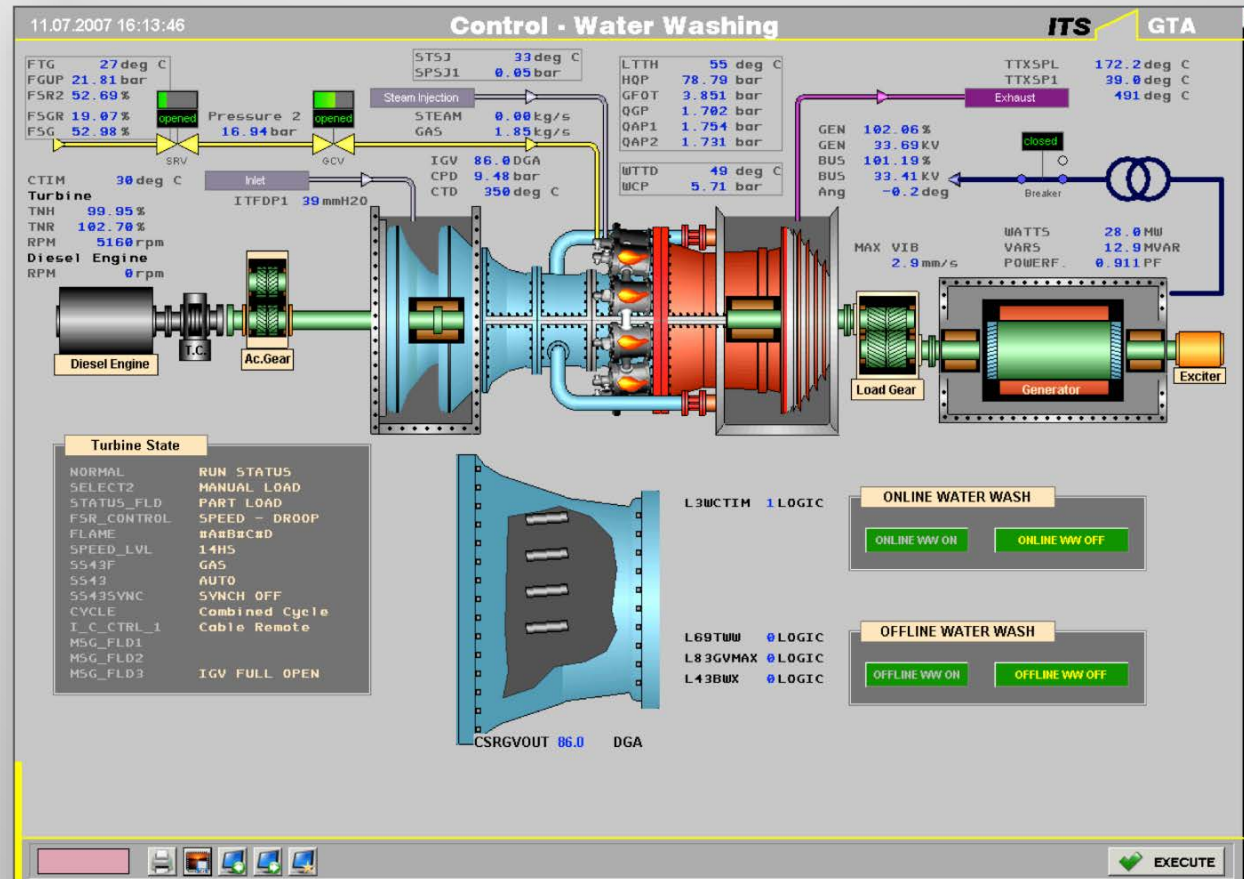 11.07.2007 16:13:46
Control - Water Washing
ITS GTA
FTG 27 deg C
FGUP 21.81 bar
FSR2 52.69 %
FSGR 19.07 %
FSG 52.98 %
opened
Pressure 2
16.94 bar
opened
SRV
GCV
STSJ 33 deg C
SPSJ1 0.05 bar
Steam Injection
STEAM 0.00 kg/s
GAS 1.85 kg/s
IGV 86.0 DGA
CPD 9.48 bar
CTD 350 deg C
LTTH 55 deg C
HQP 78.79 bar
GFOT 3.851 bar
QGP 1.702 bar
QAP1 1.754 bar
QAP2 1.731 bar
WTTD 49 deg C
WCP 5.71 bar
TTXSPL 172.2 deg C
TTXSP1 39.0 deg C
Exhaust
491 deg C
GEN 102.06 %
GEN 33.69 KV
BUS 101.19 %
BUS 33.41 KV
Ang -0.2 deg
closed
Breaker
CTIM 30 deg C
Inlet
ITFDP1 39 mmH2O
Turbine
TNH 99.95 %
TNR 102.70 %
RPM 5160 rpm
Diesel Engine
RPM 0 rpm
MAX VIB
2.9 mm/s
WATTS 28.0 MW
VARS 12.9 MVAR
POWERF. 0.911 PF
Diesel Engine
T.C.
Ac.Gear
Load Gear
Generator
Exciter
Turbine State
NORMAL RUN STATUS
SELECT2 MANUAL LOAD
STATUS_FLD PART LOAD
FSR_CONTROL SPEED - DROOP
FLAME #A#B#C#D
SPEED_LVL 14HS
SS43F GAS
SS43 AUTO
SS43SYNC SYNCH OFF
CYCLE Combined Cycle
I_C_CTRL_1 Cable Remote
MSG_FLD1
MSG_FLD2
MSG_FLD3 IGV FULL OPEN
CSRGVOUT 86.0 DGA
L3WCTIM 1 LOGIC
L69TWW 0 LOGIC
L83GVMAX 0 LOGIC
L43BWX 0 LOGIC
ONLINE WATER WASH
ONLINE WW ON
ONLINE WW OFF
OFFLINE WATER WASH
OFFLINE WW ON
OFFLINE WW OFF
EXECUTE